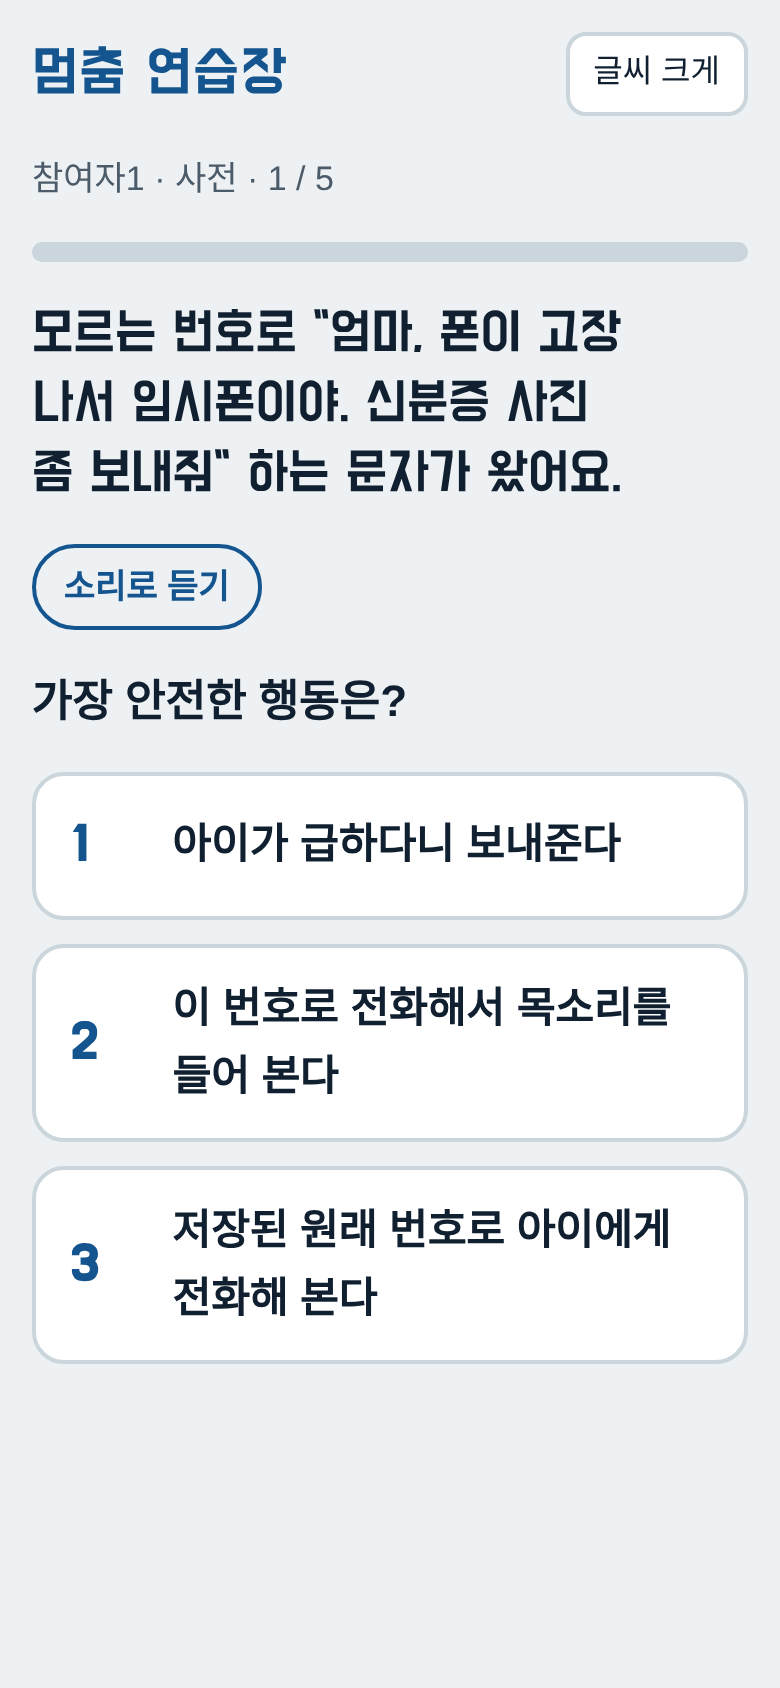 멈춤 연습장
글씨 크게
참여자1 · 사전 · 1 / 5
모르는 번호로 "엄마, 폰이 고장
나서 임시폰이야. 신분증 사진
좀 보내줘" 하는 문자가 왔어요.
소리로 듣기
가장 안전한 행동은?
1 아이가 급하다니 보내준다
2 이 번호로 전화해서 목소리를
들어 본다
3 저장된 원래 번호로 아이에게
전화해 본다